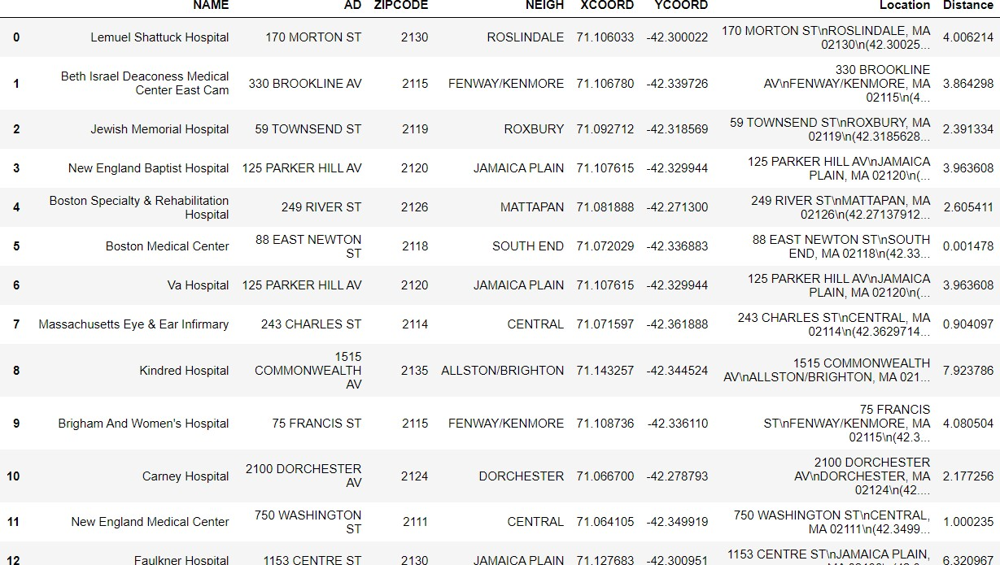 NAME AD ZIPCODE NEIGH XCOORD YCOORD Location Distance
0 Lemuel Shattuck Hospital 170 MORTON ST 2130 ROSLINDALE 71.106033 -42.300022 170 MORTON ST\nROSLINDALE, MA 02130\n(42.30025... 4.006214
1 Beth Israel Deaconess Medical Center East Cam 330 BROOKLINE AV 2115 FENWAY/KENMORE 71.106780 -42.339726 330 BROOKLINE AV\nFENWAY/KENMORE, MA 02115\n(4... 3.864298
2 Jewish Memorial Hospital 59 TOWNSEND ST 2119 ROXBURY 71.092712 -42.318569 59 TOWNSEND ST\nROXBURY, MA 02119\n(42.3185628... 2.391334
3 New England Baptist Hospital 125 PARKER HILL AV 2120 JAMAICA PLAIN 71.107615 -42.329944 125 PARKER HILL AV\nJAMAICA PLAIN, MA 02120\n(... 3.963608
4 Boston Specialty & Rehabilitation Hospital 249 RIVER ST 2126 MATTAPAN 71.081888 -42.271300 249 RIVER ST\nMATTAPAN, MA 02126\n(42.27137912... 2.605411
5 Boston Medical Center 88 EAST NEWTON ST 2118 SOUTH END 71.072029 -42.336883 88 EAST NEWTON ST\nSOUTH END, MA 02118\n(42.33... 0.001478
6 Va Hospital 125 PARKER HILL AV 2120 JAMAICA PLAIN 71.107615 -42.329944 125 PARKER HILL AV\nJAMAICA PLAIN, MA 02120\n(... 3.963608
7 Massachusetts Eye & Ear Infirmary 243 CHARLES ST 2114 CENTRAL 71.071597 -42.361888 243 CHARLES ST\nCENTRAL, MA 02114\n(42.3629714... 0.904097
8 Kindred Hospital 1515 COMMONWEALTH AV 2135 ALLSTON/BRIGHTON 71.143257 -42.344524 1515 COMMONWEALTH AV\nALLSTON/BRIGHTON, MA 021... 7.923786
9 Brigham And Women's Hospital 75 FRANCIS ST 2115 FENWAY/KENMORE 71.108736 -42.336110 75 FRANCIS ST\nFENWAY/KENMORE, MA 02115\n(42.3... 4.080504
10 Carney Hospital 2100 DORCHESTER AV 2124 DORCHESTER 71.066700 -42.278793 2100 DORCHESTER AV\nDORCHESTER, MA 02124\n(42.... 2.177256
11 New England Medical Center 750 WASHINGTON ST 2111 CENTRAL 71.064105 -42.349919 750 WASHINGTON ST\nCENTRAL, MA 02111\n(42.3499... 1.000235
12 Faulkner Hospital 1153 CENTRE ST 2130 JAMAICA PLAIN 71.127683 -42.300951 1153 CENTRE ST\nJAMAICA PLAIN, 6.320967